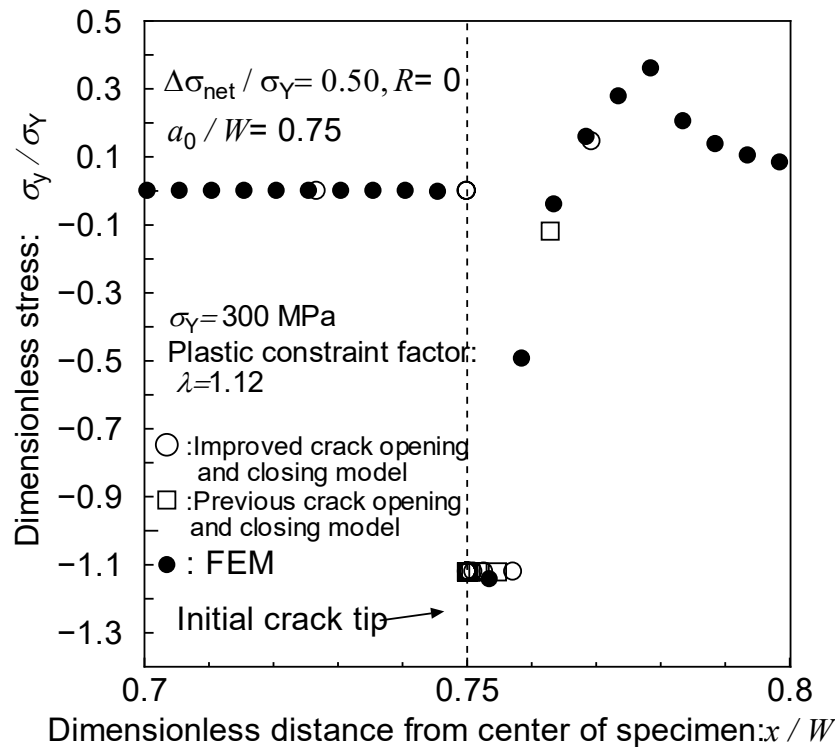 0.5
0.3
0.1
−0.1
−0.3
−0.5
−0.7
−0.9
−1.1
−1.3
Dimensionless stress: σy / σY
Δσnet / σY= 0.50, R= 0
a0 / W= 0.75
σY=300 MPa
Plastic constraint factor:
λ=1.12
:Improved crack opening
and closing model
:Previous crack opening
and closing model
: FEM
Initial crack tip
0.7 0.75 0.8
Dimensionless distance from center of specimen:x / W